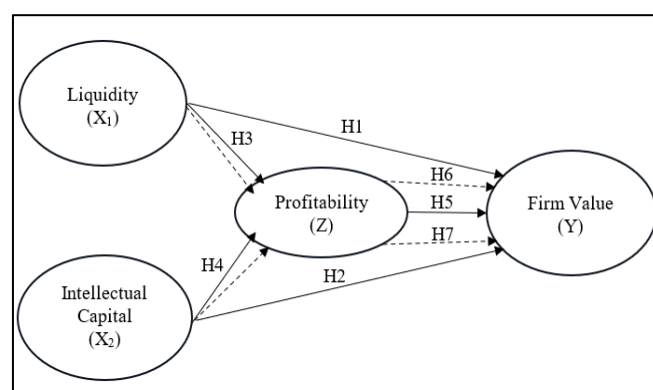 Liquidity
(X₁)
H1
H3
H6
Profitability
(Z)
H5
Firm Value
(Y)
H7
H4
H2
Intellectual
Capital
(X₂)